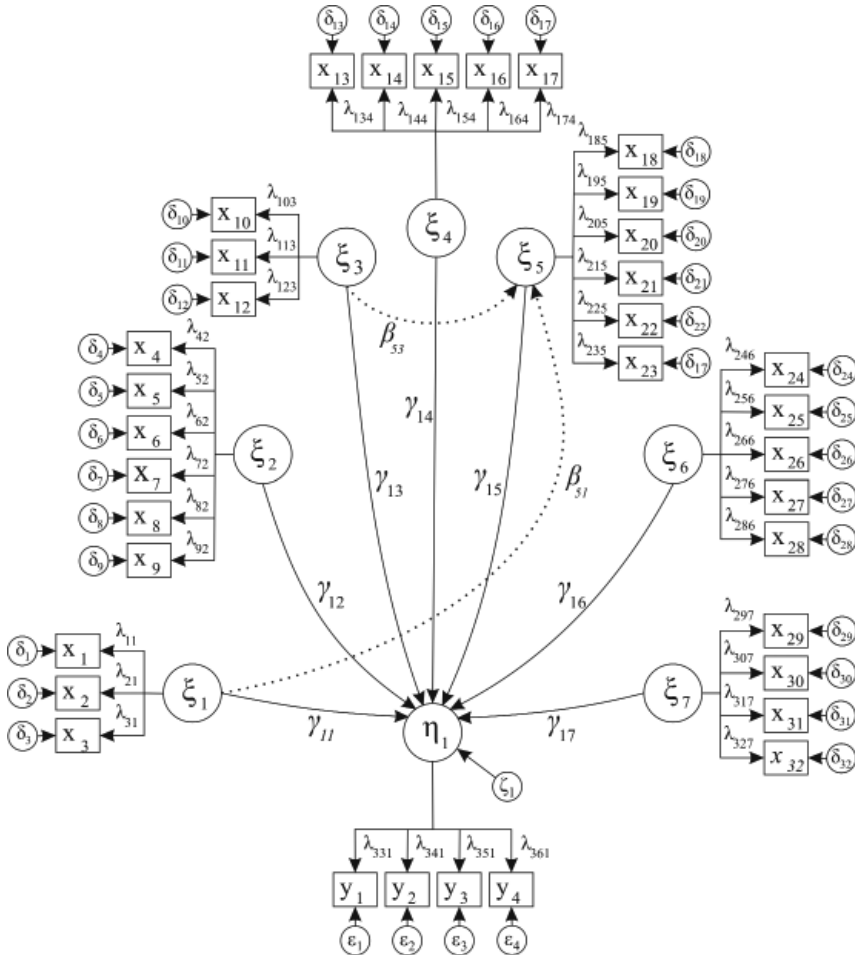 δ13 δ14 δ15 δ16 δ17
x13 x14 x15 x16 x17
λ134 λ144 λ154 λ164 λ174
ξ4
δ10 x10 λ103
δ11 x11 λ113
δ12 x12 λ123
ξ3
ξ5
λ185 x18 δ18
λ195 x19 δ19
λ205 x20 δ20
λ215 x21 δ21
λ225 x22 δ22
λ235 x23 δ17
β53
δ4 x4 λ42
δ5 x5 λ52
δ6 x6 λ62
δ7 x7 λ72
δ8 x8 λ82
δ9 x9 λ92
ξ2
γ14
γ13 γ15
β51
ξ6
λ246 x24 δ24
λ256 x25 δ25
λ266 x26 δ26
λ276 x27 δ27
λ286 x28 δ28
γ12 γ16
δ1 x1 λ11
δ2 x2 λ21
δ3 x3 λ31
ξ1
γ11
η1
γ17
ξ7
λ297 x29 δ29
λ307 x30 δ30
λ317 x31 δ31
λ327 x32 δ32
ζ1
λ331 λ341 λ351 λ361
y1 y2 y3 y4
ε1 ε2 ε3 ε4